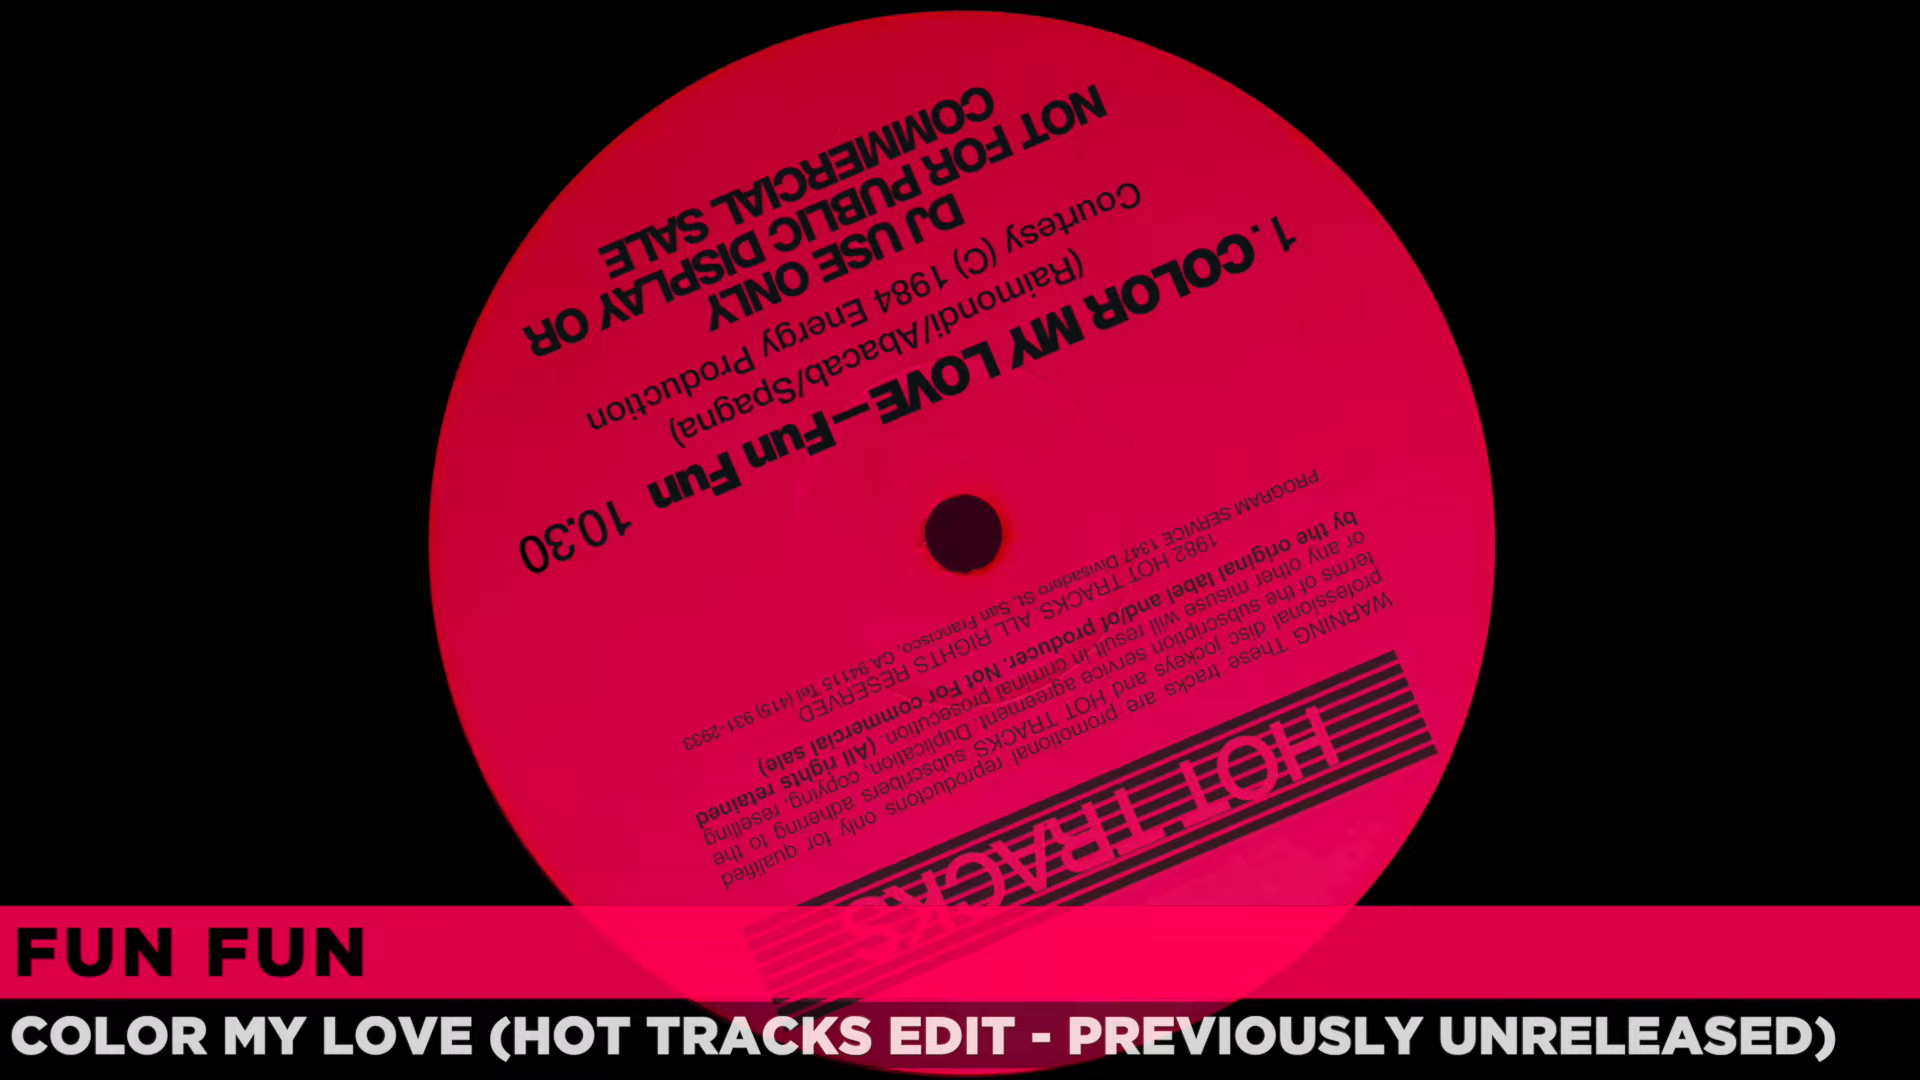 HOT TRACKS
WARNING These tracks are promotional reproductons only for qualified
professional disc jockeys and HOT TRACKS subscribers adhering to the
terms of the subscription service agreement. Duplication, copying, reselling
or any other misuse will result in criminal prosecution. (All rights retained
by the original label and/of producer. Not For commercial sale)
1982 HOT TRACKS. ALL RIGHTS RESERVED
PROGRAM SERVICE 1347 Divisadero St. San Francisco, CA 94115 Tel (415) 931-2933
1. COLOR MY LOVE—Fun Fun 10.30
(Raimondi/Abacab/Spagna)
Courtesy (C) 1984 Energy Production
DJ USE ONLY
NOT FOR PUBLIC DISPLAY OR
COMMERCIAL SALE
FUN FUN
COLOR MY LOVE (HOT TRACKS EDIT - PREVIOUSLY UNRELEASED)